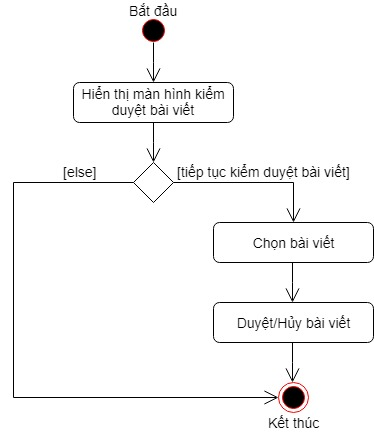 Bắt đầu
Hiển thị màn hình kiểm
duyệt bài viết
[else]
[tiếp tục kiểm duyệt bài viết]
Chọn bài viết
Duyệt/Hủy bài viết
Kết thúc